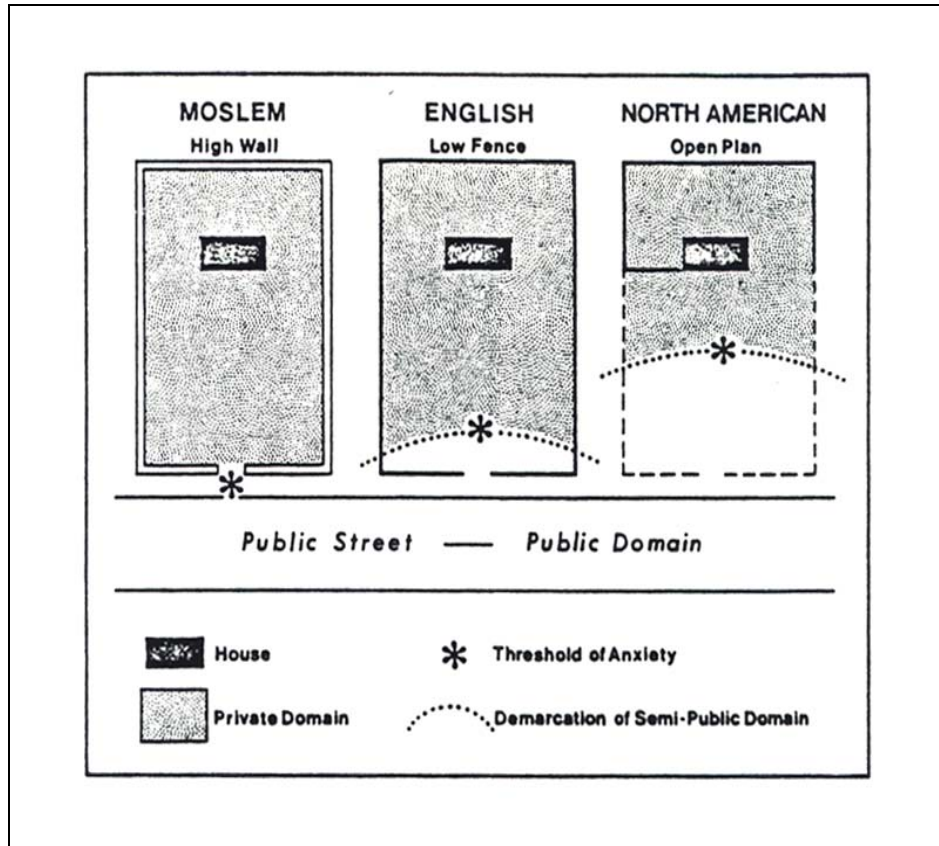 MOSLEM
High Wall
ENGLISH
Low Fence
NORTH AMERICAN
Open Plan
Public Street — Public Domain
House
Threshold of Anxiety
Private Domain
Demarcation of Semi-Public Domain